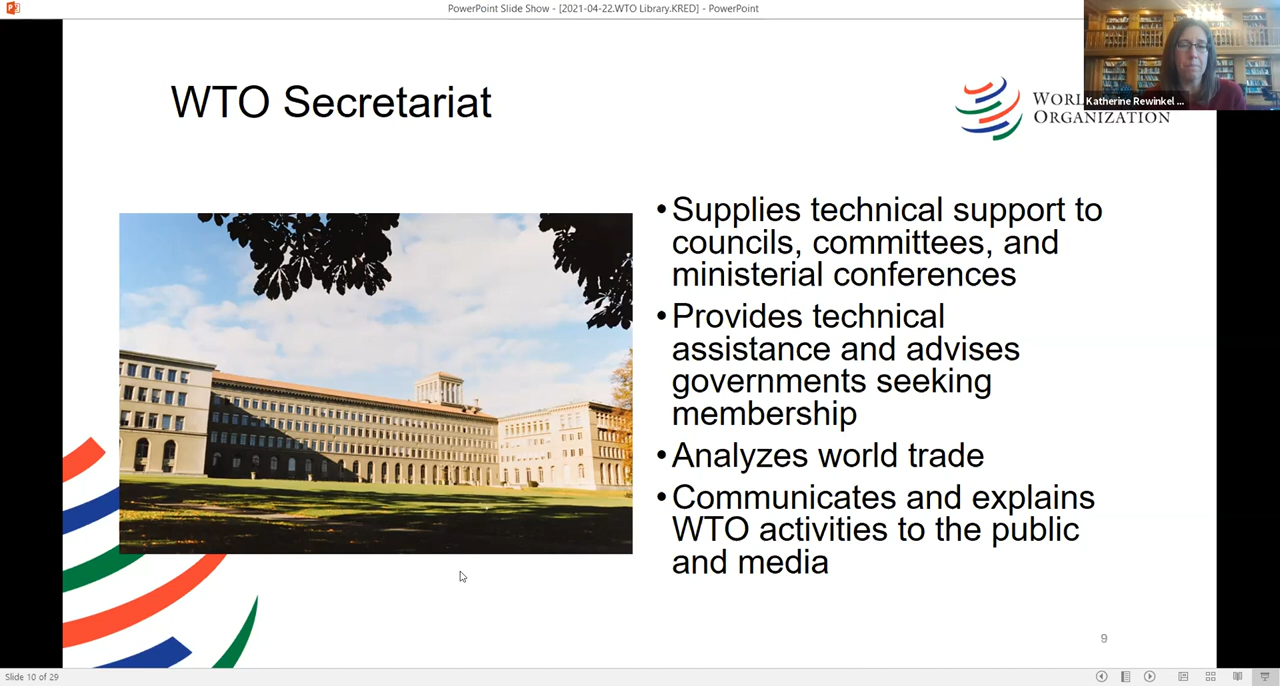 PowerPoint Slide Show - [2021-04-22.WTO Library.KRED] - PowerPoint
WTO Secretariat
WORL
ORGANIZATION
Katherine Rewinkel ...
•Supplies technical support to
councils, committees, and
ministerial conferences
•Provides technical
assistance and advises
governments seeking
membership
•Analyzes world trade
•Communicates and explains
WTO activities to the public
and media
9
Slide 10 of 29